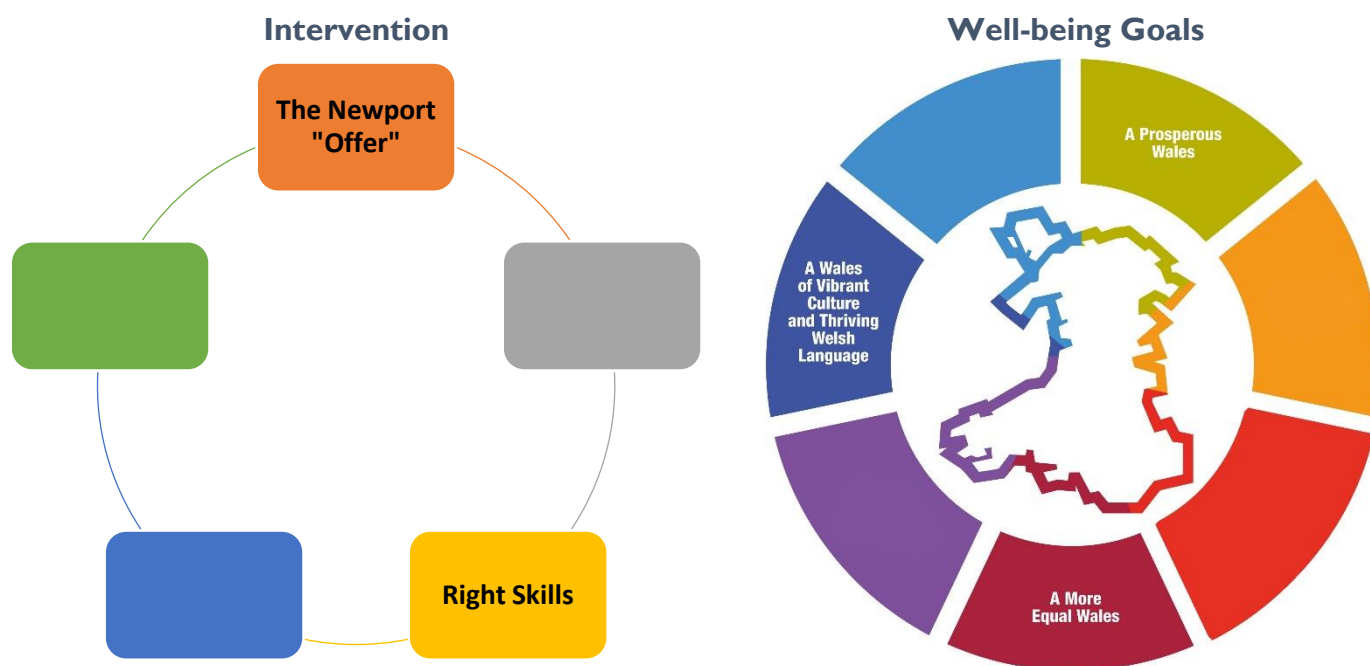 Intervention
The Newport
"Offer"
Right Skills
Well-being Goals
A Prosperous
Wales
A Wales
of Vibrant
Culture
and Thriving
Welsh
Language
A More
Equal Wales